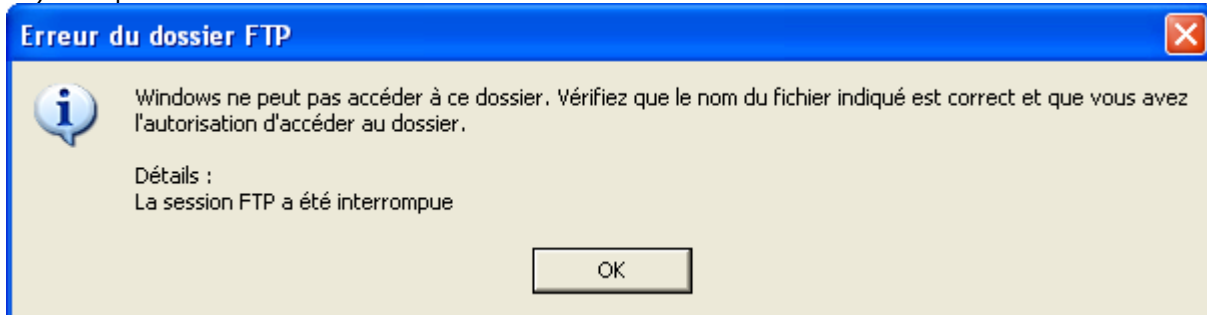 Erreur du dossier FTP
Windows ne peut pas accéder à ce dossier. Vérifiez que le nom du fichier indiqué est correct et que vous avez
l'autorisation d'accéder au dossier.
Détails :
La session FTP a été interrompue
OK